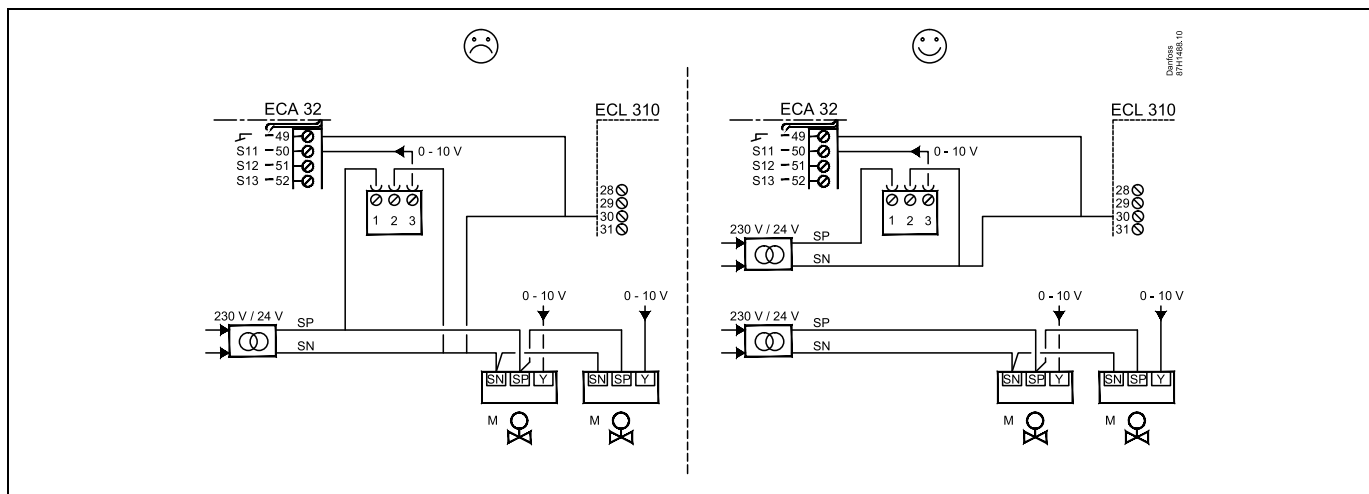 Danfoss
87H1488.10
ECA 32
49
S11 50
S12 51
S13 52
0 - 10 V
1 2 3
ECL 310
28
29
30
31
230 V / 24 V
SP
SN
0 - 10 V
0 - 10 V
SN SP Y
SN SP Y
M
M
ECA 32
49
S11 50
S12 51
S13 52
0 - 10 V
1 2 3
ECL 310
28
29
30
31
230 V / 24 V
SP
SN
230 V / 24 V
SP
SN
0 - 10 V
0 - 10 V
SN SP Y
SN SP Y
M
M